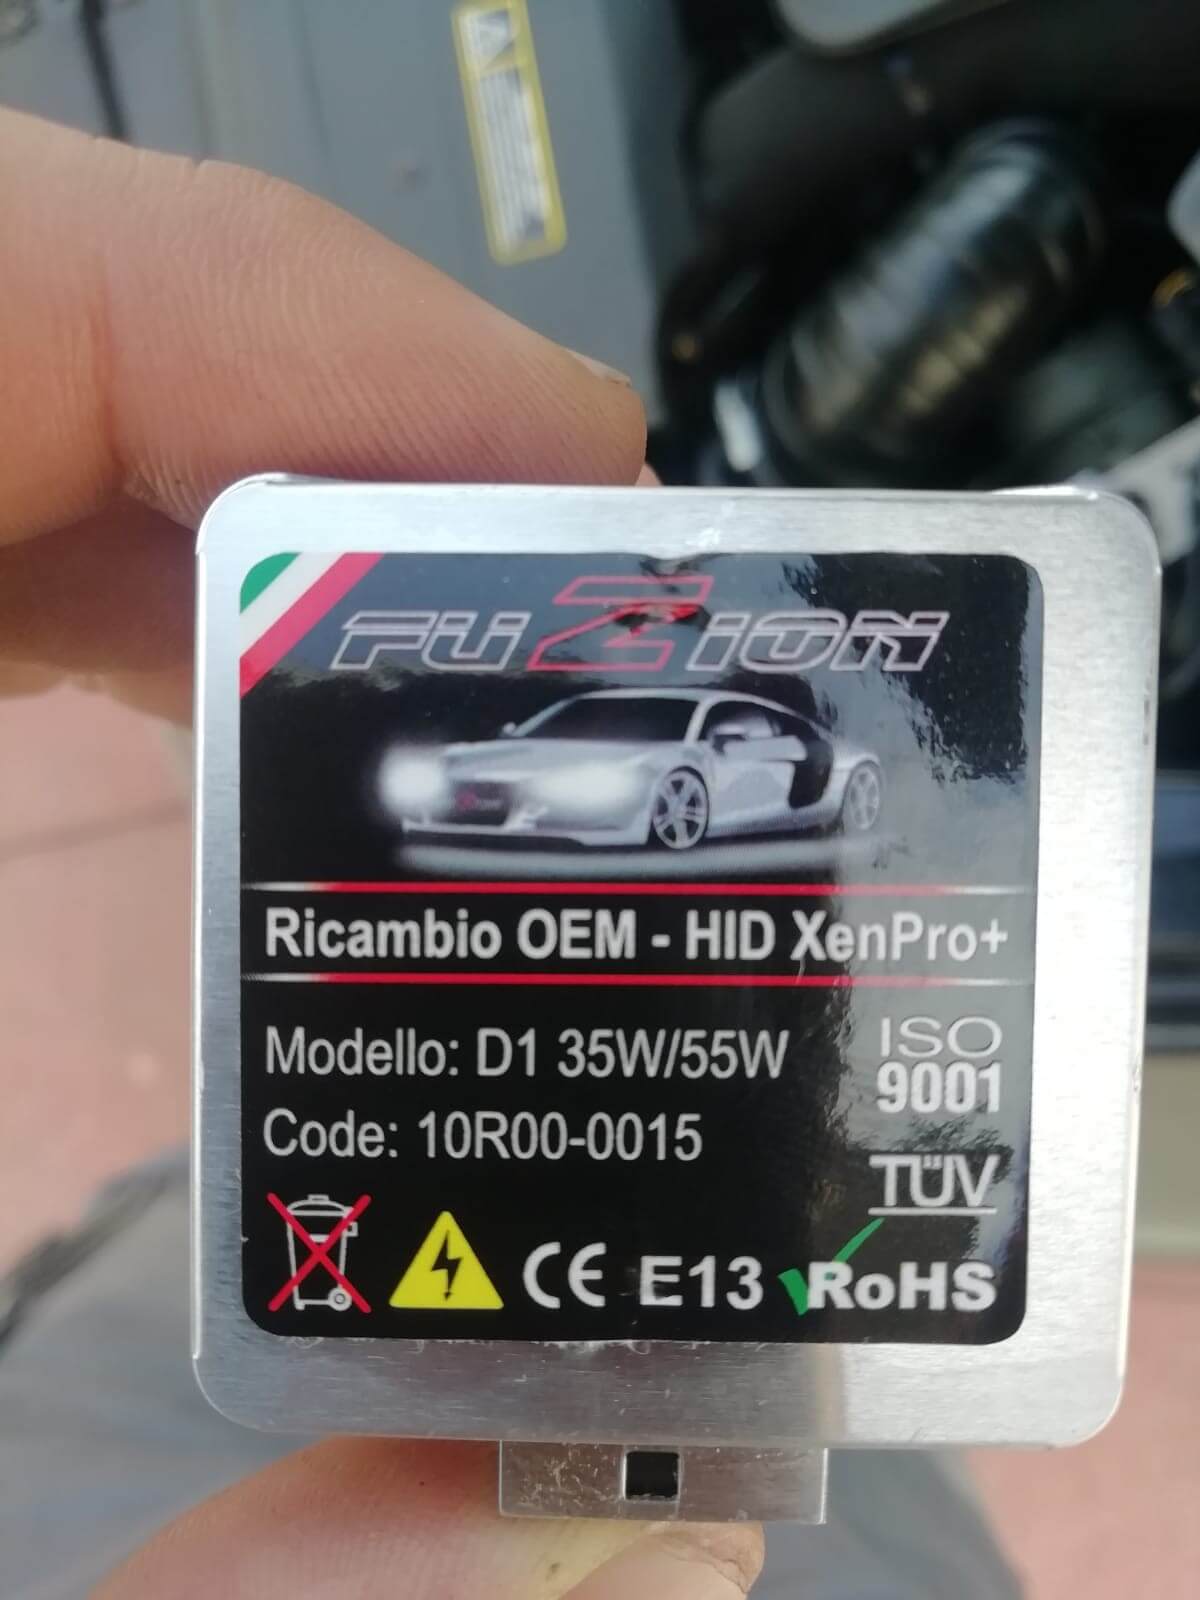 FUZION
Ricambio OEM - HID XenPro+
Modello: D1 35W/55W
Code: 10R00-0015
ISO
9001
TÜV
CE E13 RoHS